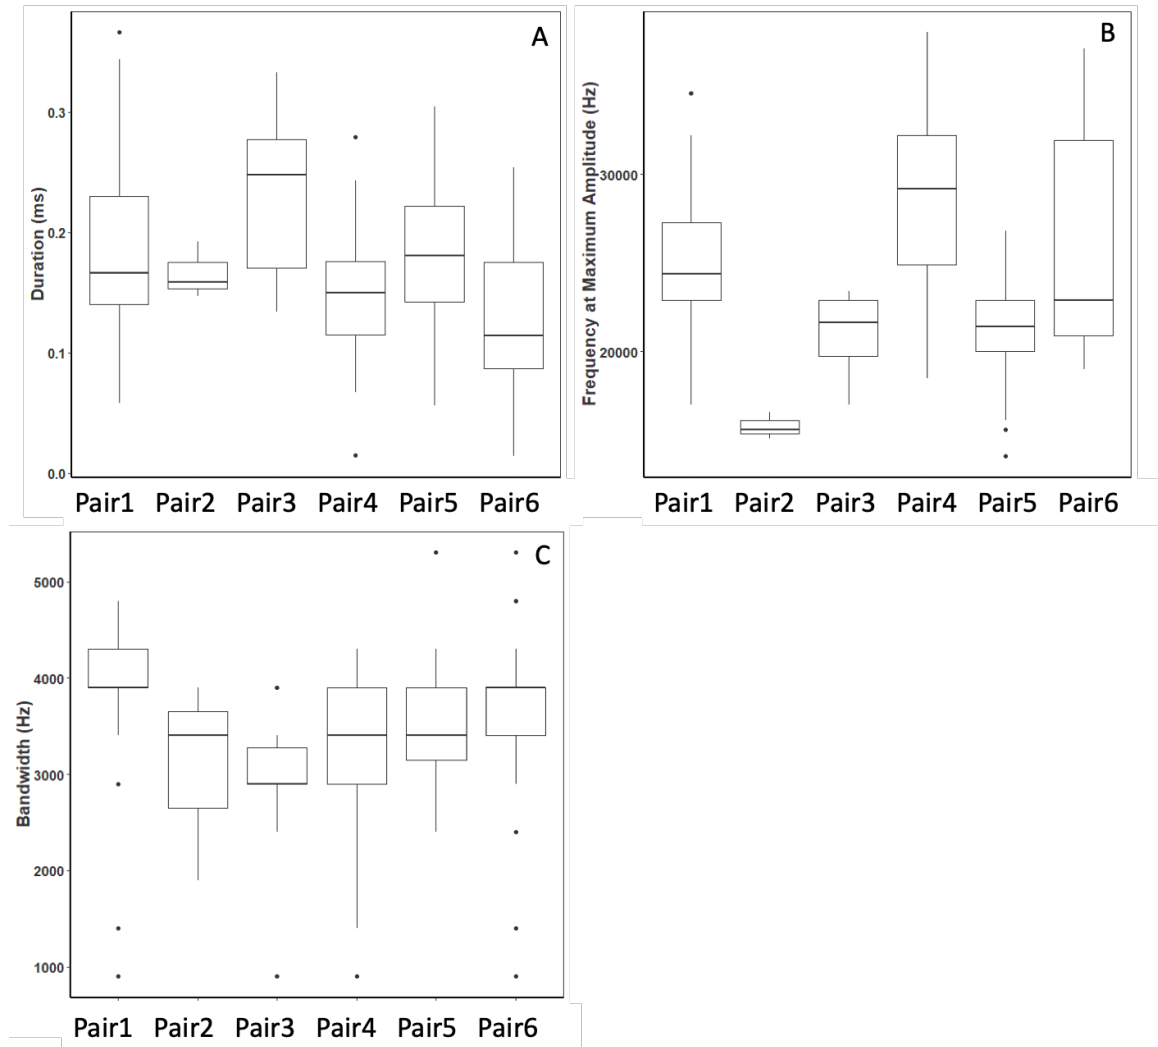 A
Duration (ms)
0.3
0.2
0.1
0.0
Pair1 Pair2 Pair3 Pair4 Pair5 Pair6
B
Frequency at Maximum Amplitude (Hz)
30000
20000
Pair1 Pair2 Pair3 Pair4 Pair5 Pair6
C
Bandwidth (Hz)
5000
4000
3000
2000
1000
Pair1 Pair2 Pair3 Pair4 Pair5 Pair6